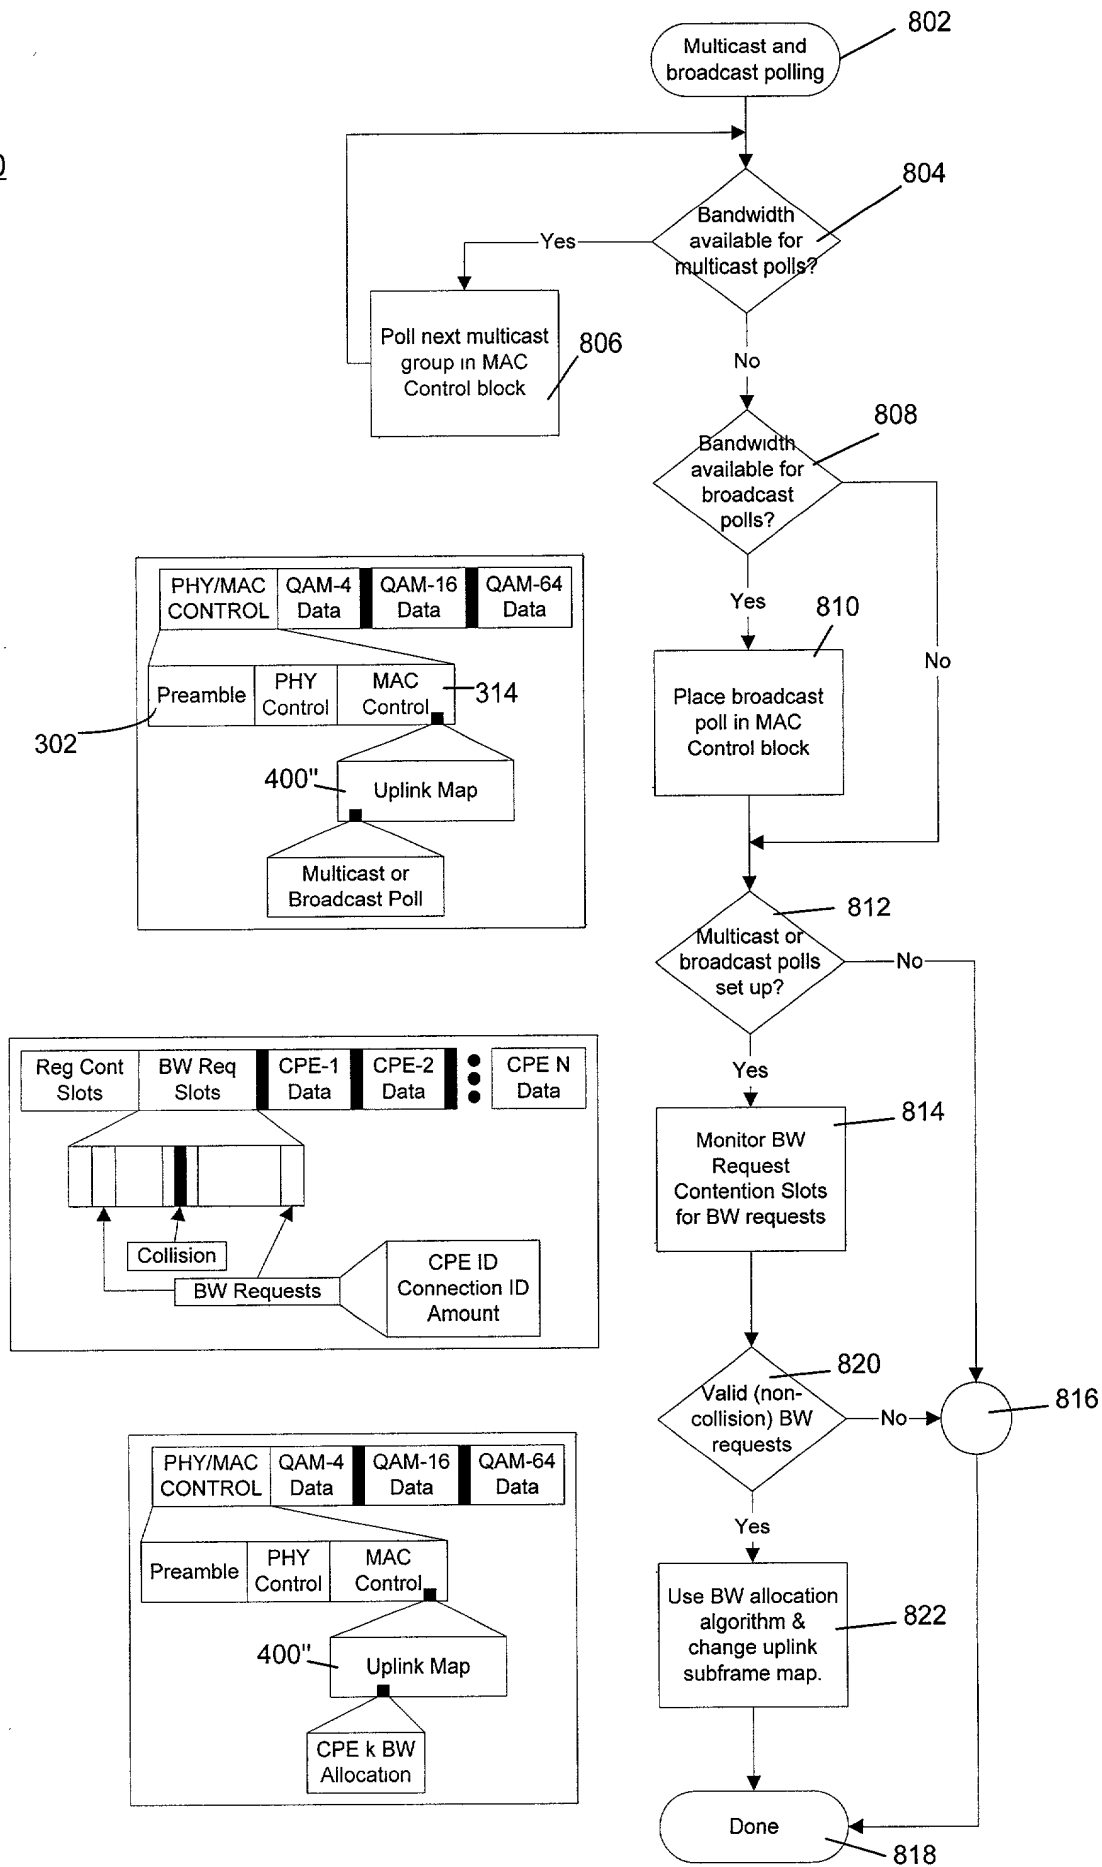 802
Multicast and
broadcast polling
0
804
Bandwidth
available for
multicast polls?
Yes
Poll next multicast
group in MAC
Control block
806
No
808
Bandwidth
available for
broadcast
polls?
Yes
No
810
Place broadcast
poll in MAC
Control block
PHY/MAC
CONTROL
QAM-4
Data
QAM-16
Data
QAM-64
Data
Preamble
PHY
Control
MAC
Control
314
302
400"
Uplink Map
Multicast or
Broadcast Poll
812
Multicast or
broadcast polls
set up?
No
Yes
Reg Cont
Slots
BW Req
Slots
CPE-1
Data
CPE-2
Data
CPE N
Data
Collision
BW Requests
CPE ID
Connection ID
Amount
814
Monitor BW
Request
Contention Slots
for BW requests
820
Valid (non-
collision) BW
requests
No
816
Yes
PHY/MAC
CONTROL
QAM-4
Data
QAM-16
Data
QAM-64
Data
Preamble
PHY
Control
MAC
Control
400"
Uplink Map
CPE k BW
Allocation
Use BW allocation
algorithm &
change uplink
subframe map.
822
Done
818